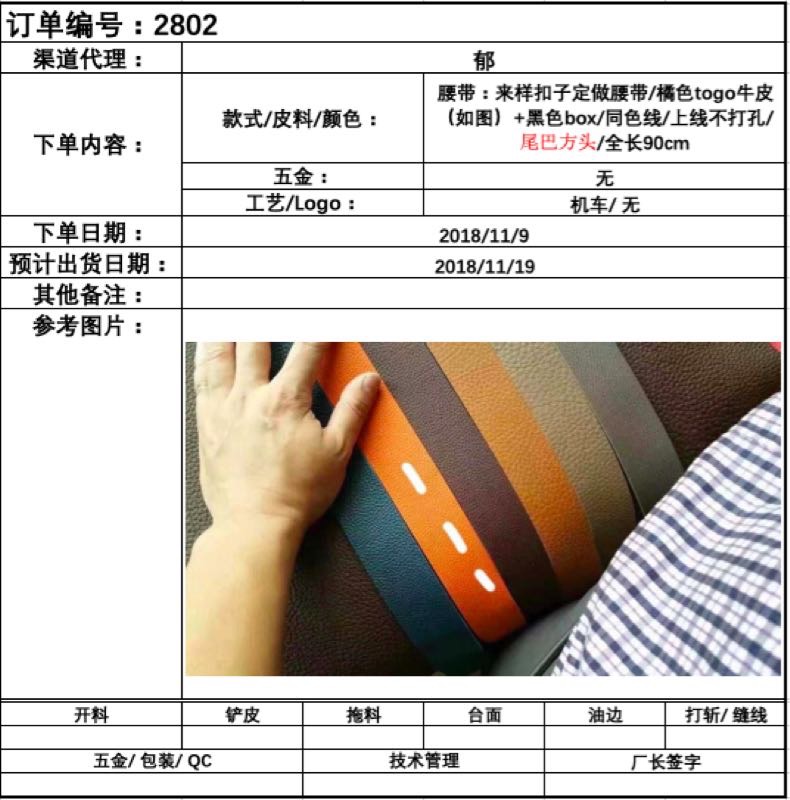 订单编号：2802
渠道代理：
郁
下单内容：
款式/皮料/颜色：
腰带：来样扣子定做腰带/橘色togo牛皮
（如图）+黑色box/同色线/上线不打孔/
尾巴方头/全长90cm
五金：
无
工艺/Logo：
机车/ 无
下单日期：
2018/11/9
预计出货日期：
2018/11/19
其他备注：
参考图片：
开料
铲皮
拖料
台面
油边
打斩/ 缝线
五金/ 包装/ QC
技术管理
厂长签字